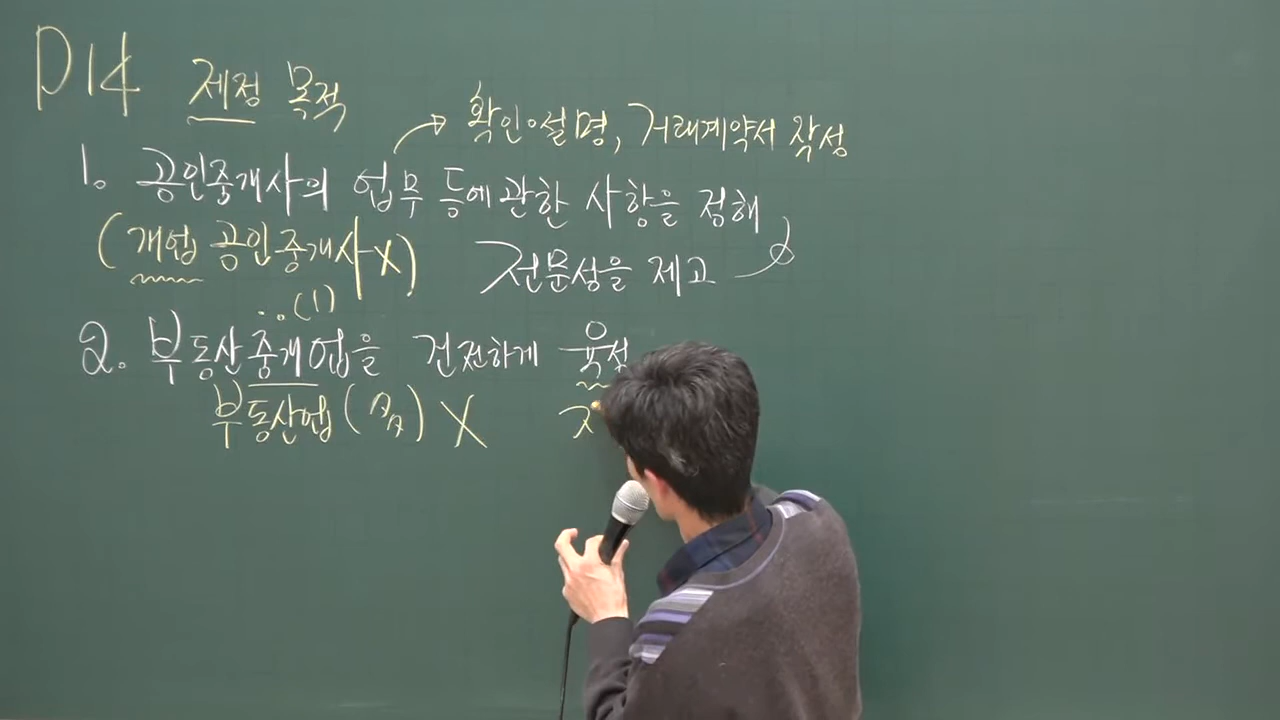 P14 제정 목적
확인·설명, 거래계약서 작성
1. 공인중개사의 업무 등에 관한 사항을 정해
(개업 공인중개사 X) 전문성을 제고
(1)
2. 부동산중개업을 건전하게 육성
부동산업(多) X